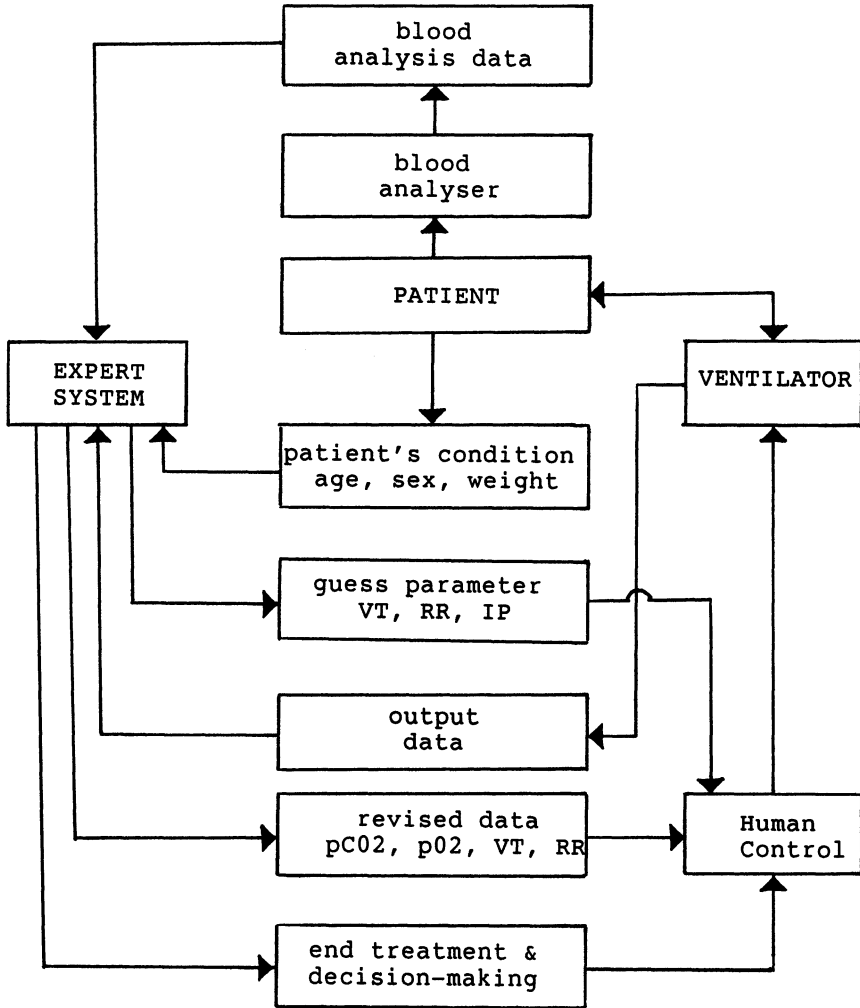 blood
analysis data
blood
analyser
PATIENT
EXPERT
SYSTEM
VENTILATOR
patient's condition
age, sex, weight
guess parameter
VT, RR, IP
output
data
revised data
pC02, p02, VT, RR
Human
Control
end treatment &
decision-making